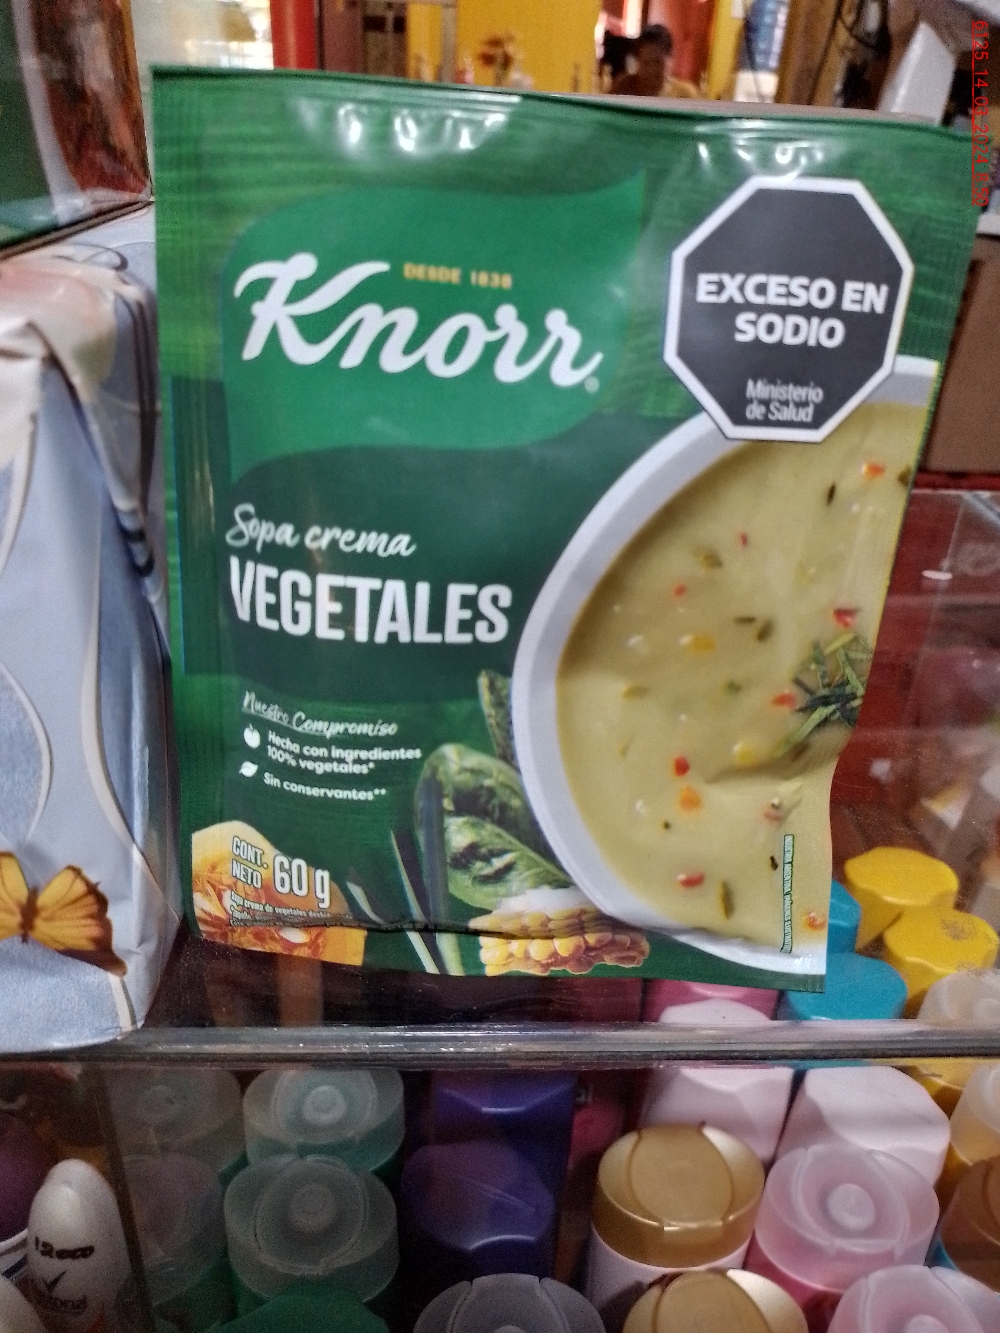 DESDE 1838
Knorr
EXCESO EN
SODIO
Ministerio
de Salud
Sopa crema
VEGETALES
Nuestro Compromiso
Hecha con ingredientes
100% vegetales*
Sin conservantes**
CONT.
NETO 60 g